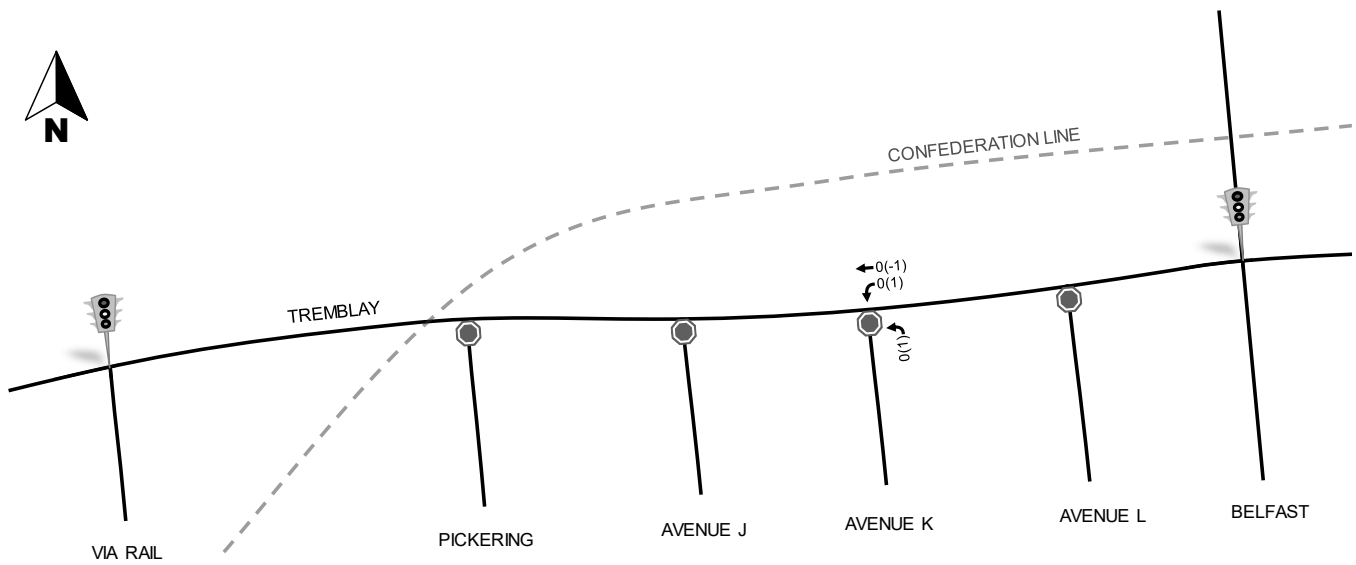 N
CONFEDERATION LINE
0(-1)
0(1)
TREMBLAY
0(1)
VIA RAIL
PICKERING
AVENUE J
AVENUE K
AVENUE L
BELFAST